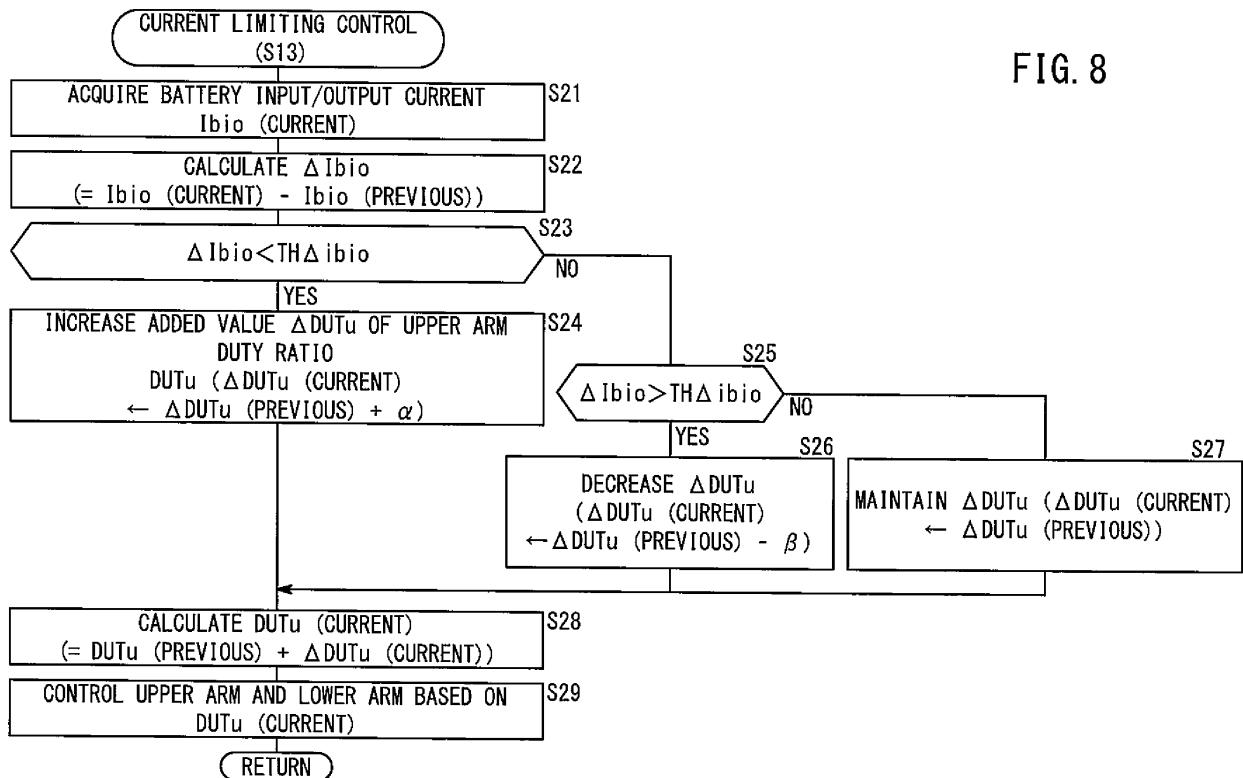 CURRENT LIMITING CONTROL
(S13)
FIG. 8
ACQUIRE BATTERY INPUT/OUTPUT CURRENT
Ibio (CURRENT)
S21
CALCULATE ΔIbio
(= Ibio (CURRENT) - Ibio (PREVIOUS))
S22
S23
ΔIbio<THΔibio
NO
YES
INCREASE ADDED VALUE ΔDUTu OF UPPER ARM
DUTY RATIO
DUTu (ΔDUTu (CURRENT)
← ΔDUTu (PREVIOUS) + α)
S24
S25
ΔIbio>THΔibio
NO
YES
S26
DECREASE ΔDUTu
(ΔDUTu (CURRENT)
←ΔDUTu (PREVIOUS) - β)
S27
MAINTAIN ΔDUTu (ΔDUTu (CURRENT)
← ΔDUTu (PREVIOUS))
CALCULATE DUTu (CURRENT)
(= DUTu (PREVIOUS) + ΔDUTu (CURRENT))
S28
CONTROL UPPER ARM AND LOWER ARM BASED ON
DUTu (CURRENT)
S29
RETURN